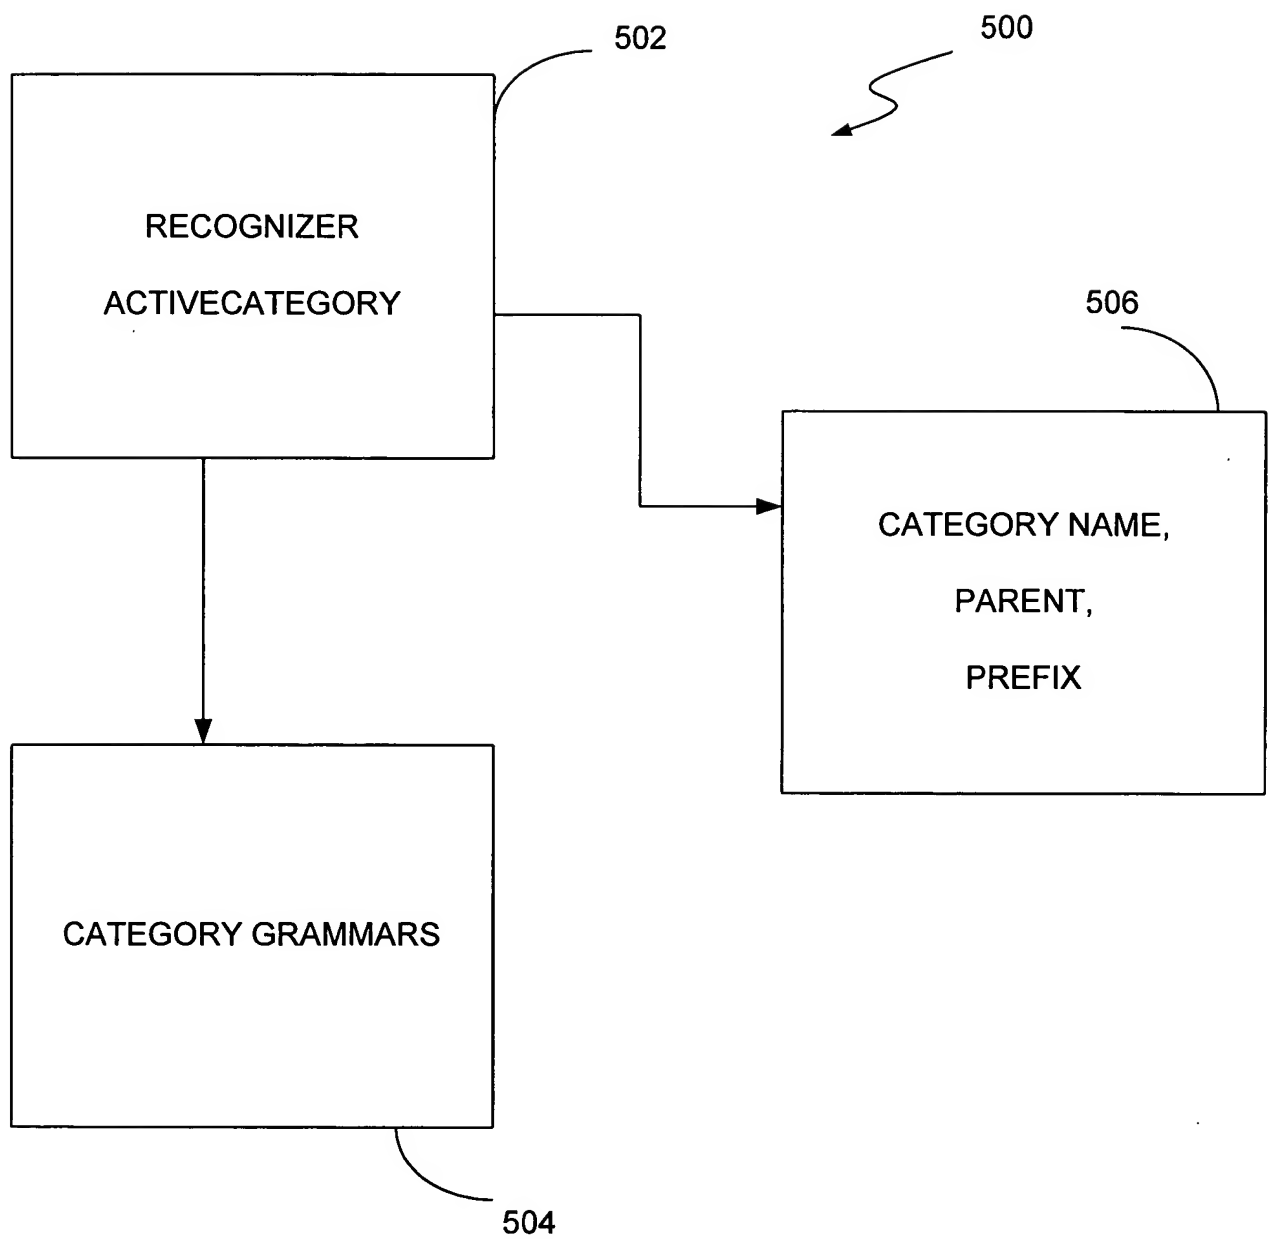 502
500
RECOGNIZER
ACTIVECATEGORY
506
CATEGORY NAME,
PARENT,
PREFIX
CATEGORY GRAMMARS
504